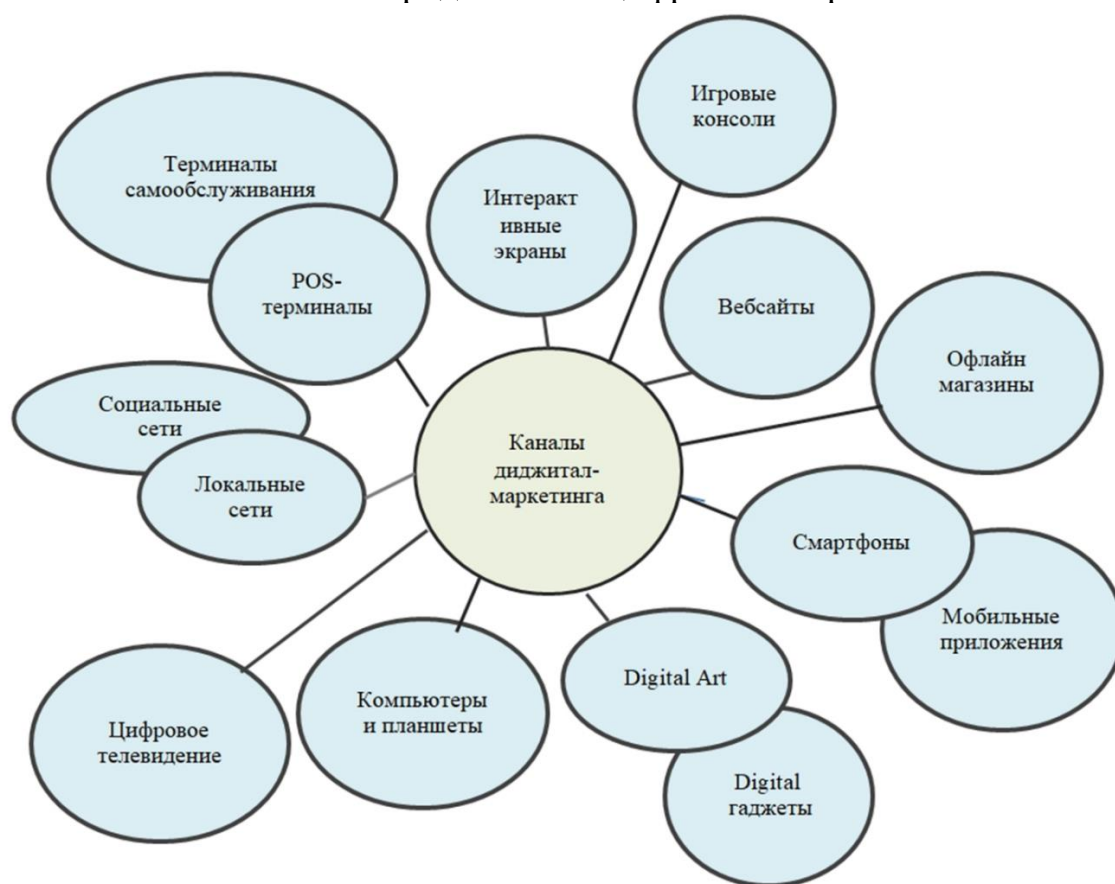 Игровые
консоли
Терминалы
самообслуживания
Интеракт
ивные
экраны
POS-
терминалы
Вебсайты
Офлайн
магазины
Социальные
сети
Каналы
диджитал-
маркетинга
Локальные
сети
Смартфоны
Мобильные
приложения
Digital Art
Компьютеры
и планшеты
Цифровое
телевидение
Digital
гаджеты